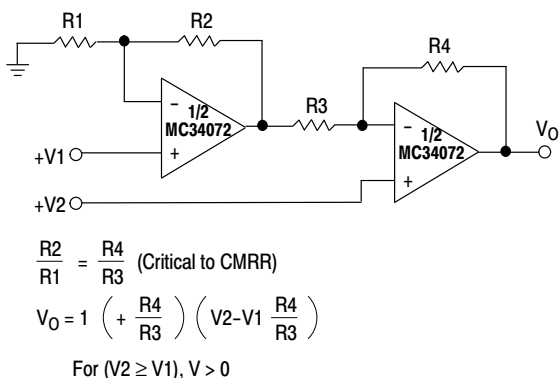 R1
R2
R3
R4
–
+
1/2
MC34072
–
+
1/2
MC34072
+V1
+V2
VO
R2/R1 = R4/R3 (Critical to CMRR)
VO = 1 ( + R4/R3 ) ( V2–V1 R4/R3 )
For (V2 ≥ V1), V > 0